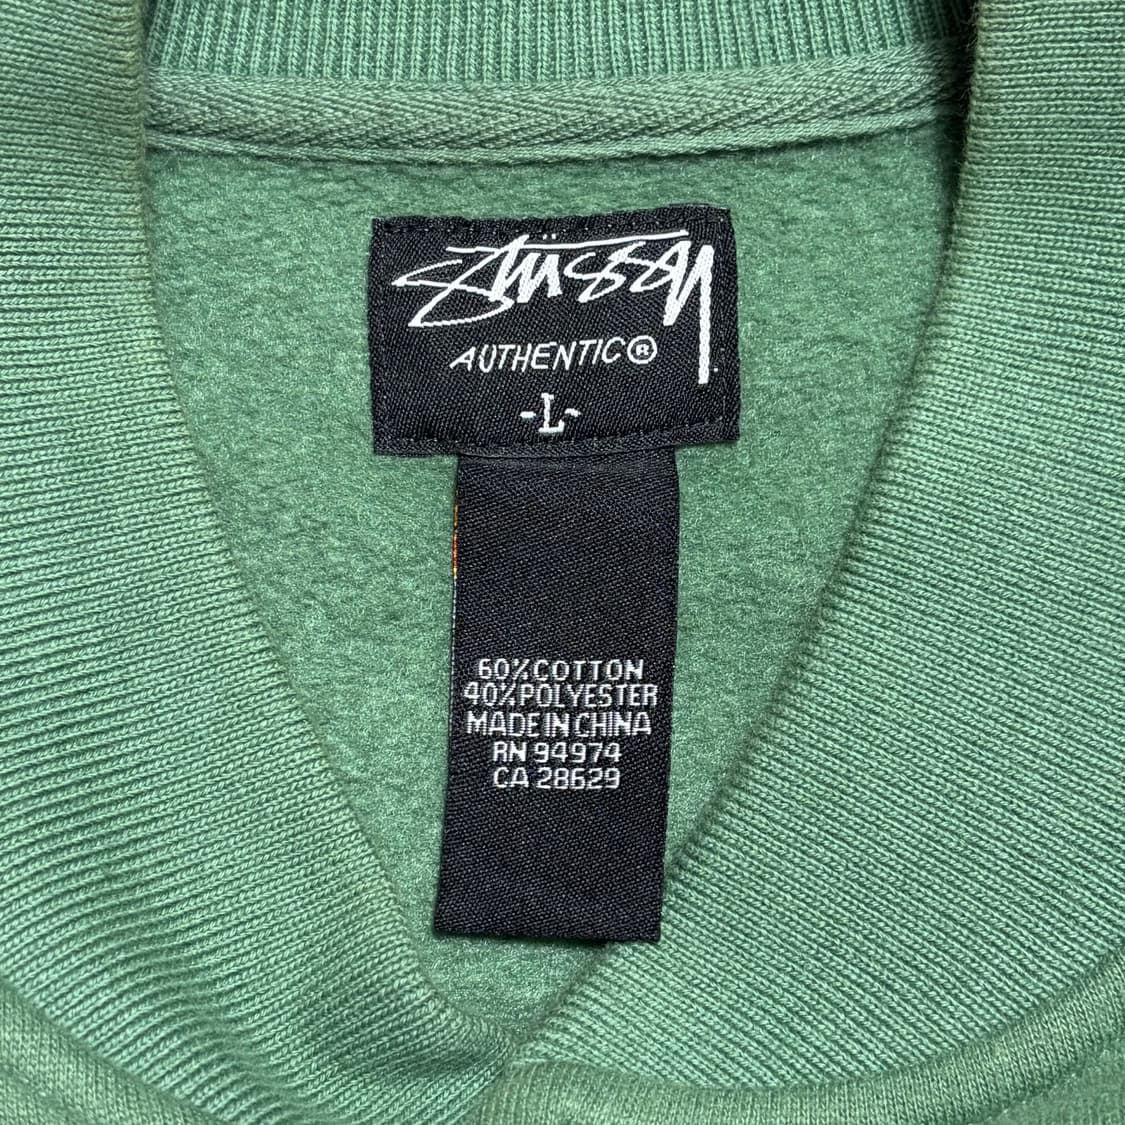 Stüssy
AUTHENTIC®
-L-
60%COTTON
40%POLYESTER
MADE IN CHINA
RN 94974
CA 28629